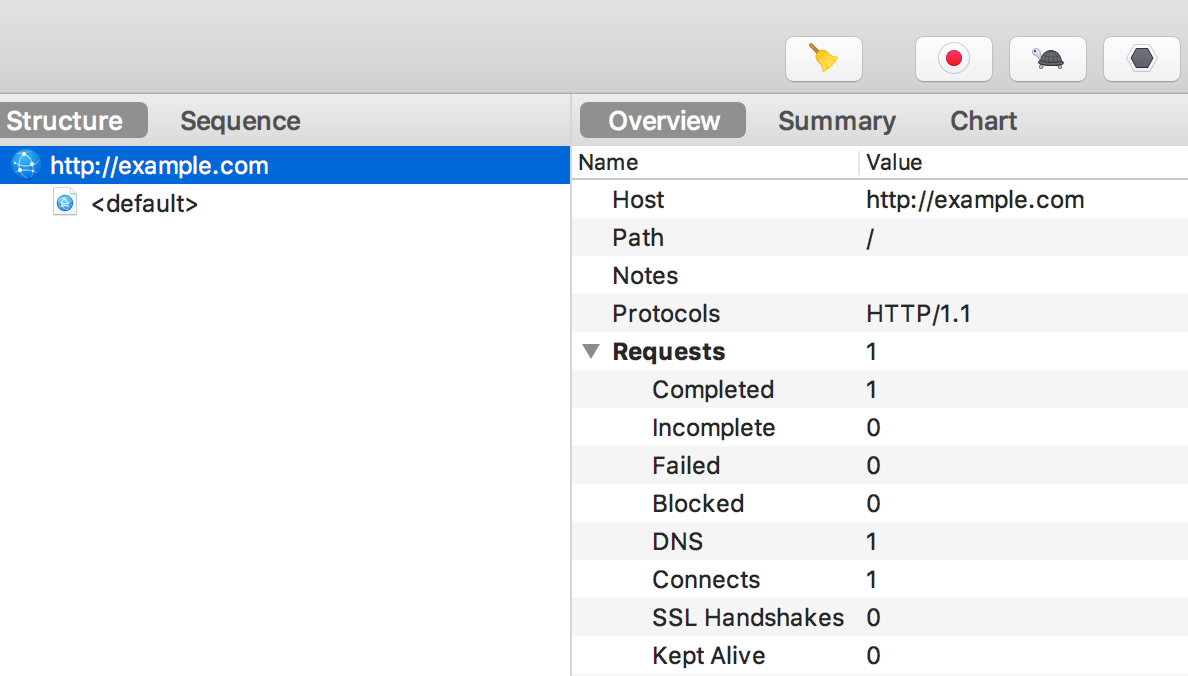 Structure Sequence Overview Summary Chart
http://example.com
<default>
Name Value
Host http://example.com
Path /
Notes
Protocols HTTP/1.1
Requests 1
Completed 1
Incomplete 0
Failed 0
Blocked 0
DNS 1
Connects 1
SSL Handshakes 0
Kept Alive 0